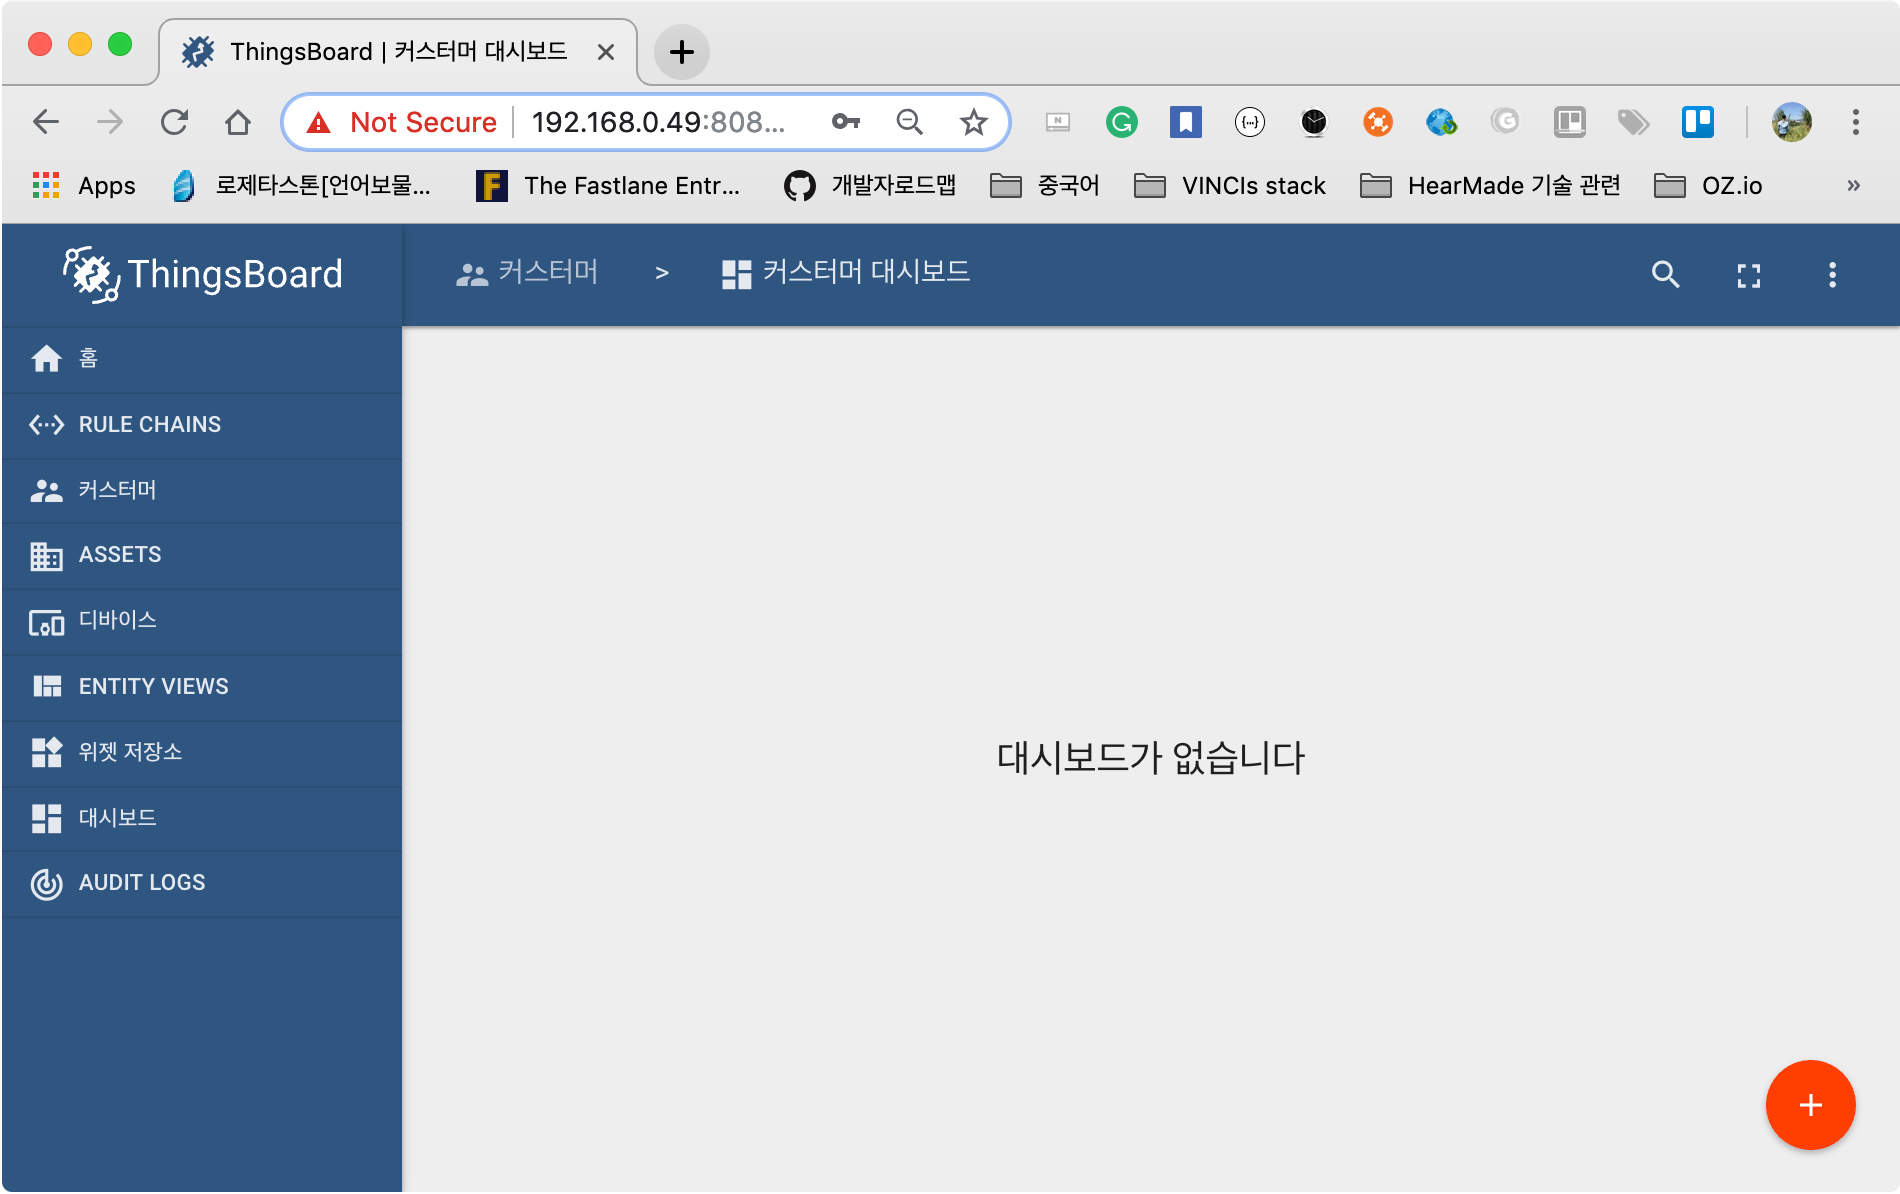 ThingsBoard | 커스터머 대시보드
Not Secure 192.168.0.49:808...
Apps 로제타스톤[언어보물... The Fastlane Entr... 개발자로드맵 중국어 VINCIs stack HearMade 기술 관련 OZ.io »
ThingsBoard
커스터머 > 커스터머 대시보드
홈
RULE CHAINS
커스터머
ASSETS
디바이스
ENTITY VIEWS
위젯 저장소
대시보드
AUDIT LOGS
대시보드가 없습니다